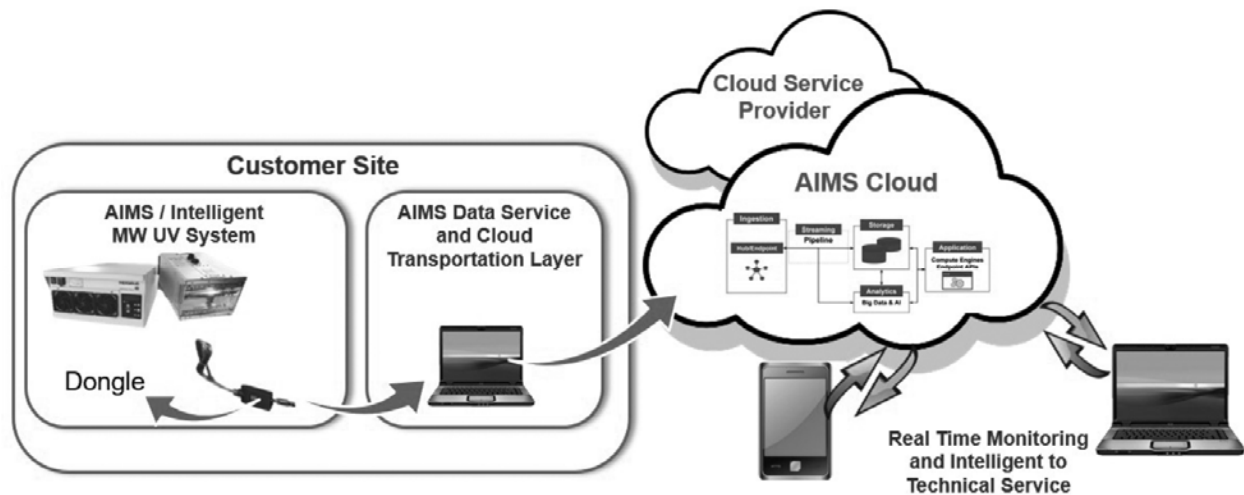 Cloud Service
Provider
Customer Site
AIMS / Intelligent
MW UV System
AIMS Data Service
and Cloud
Transportation Layer
Dongle
AIMS Cloud
Ingestion
Hub/Endpoint
Streaming
Pipeline
Storage
Analytics
Big Data & AI
Application
Compute Engines
Endpoint APIs
Real Time Monitoring
and Intelligent to
Technical Service